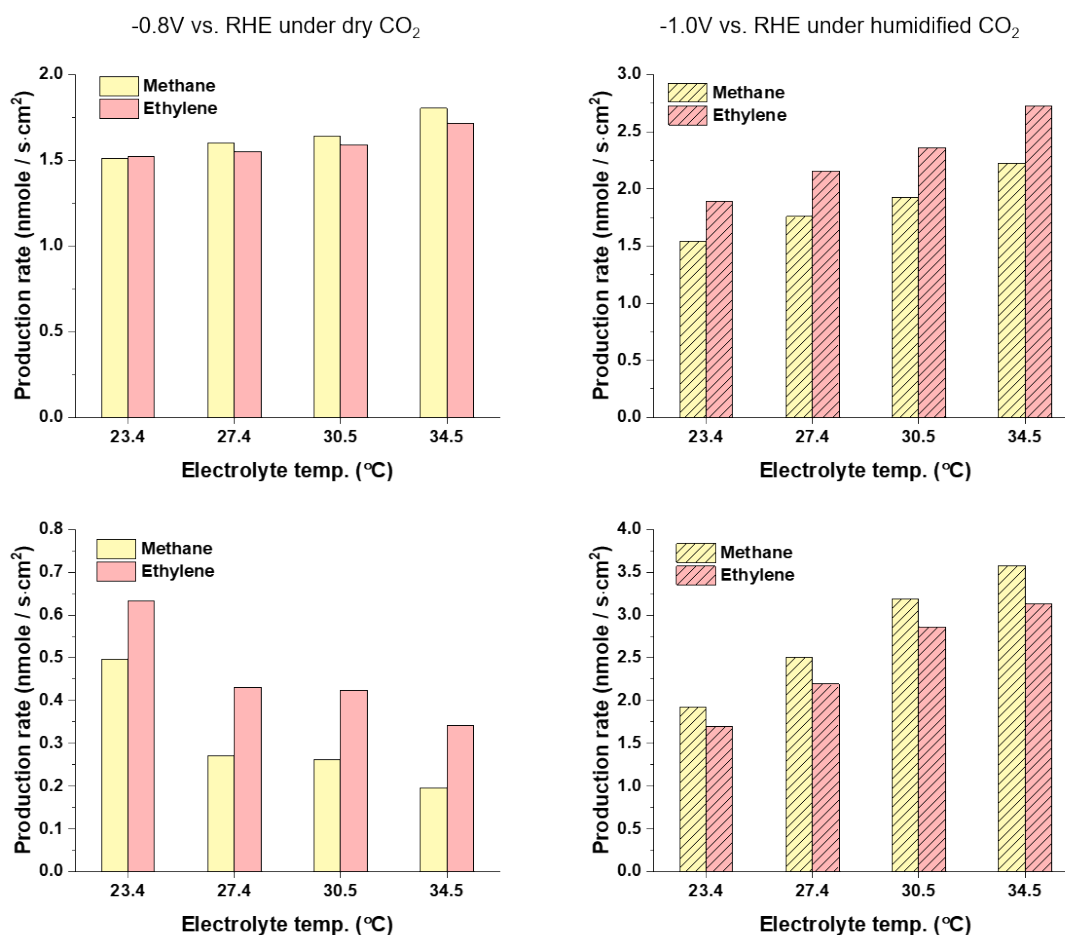 -0.8V vs. RHE under dry CO₂
-1.0V vs. RHE under humidified CO₂
Production rate (nmole / s·cm²)
2.0
1.5
1.0
0.5
0.0
Methane
Ethylene
23.4 27.4 30.5 34.5
Electrolyte temp. (°C)
Production rate (nmole / s·cm²)
3.0
2.5
2.0
1.5
1.0
0.5
0.0
Methane
Ethylene
23.4 27.4 30.5 34.5
Electrolyte temp. (°C)
Production rate (nmole / s·cm²)
0.8
0.7
0.6
0.5
0.4
0.3
0.2
0.1
0.0
Methane
Ethylene
23.4 27.4 30.5 34.5
Electrolyte temp. (°C)
Production rate (nmole / s·cm²)
4.0
3.5
3.0
2.5
2.0
1.5
1.0
0.5
0.0
Methane
Ethylene
23.4 27.4 30.5 34.5
Electrolyte temp. (°C)